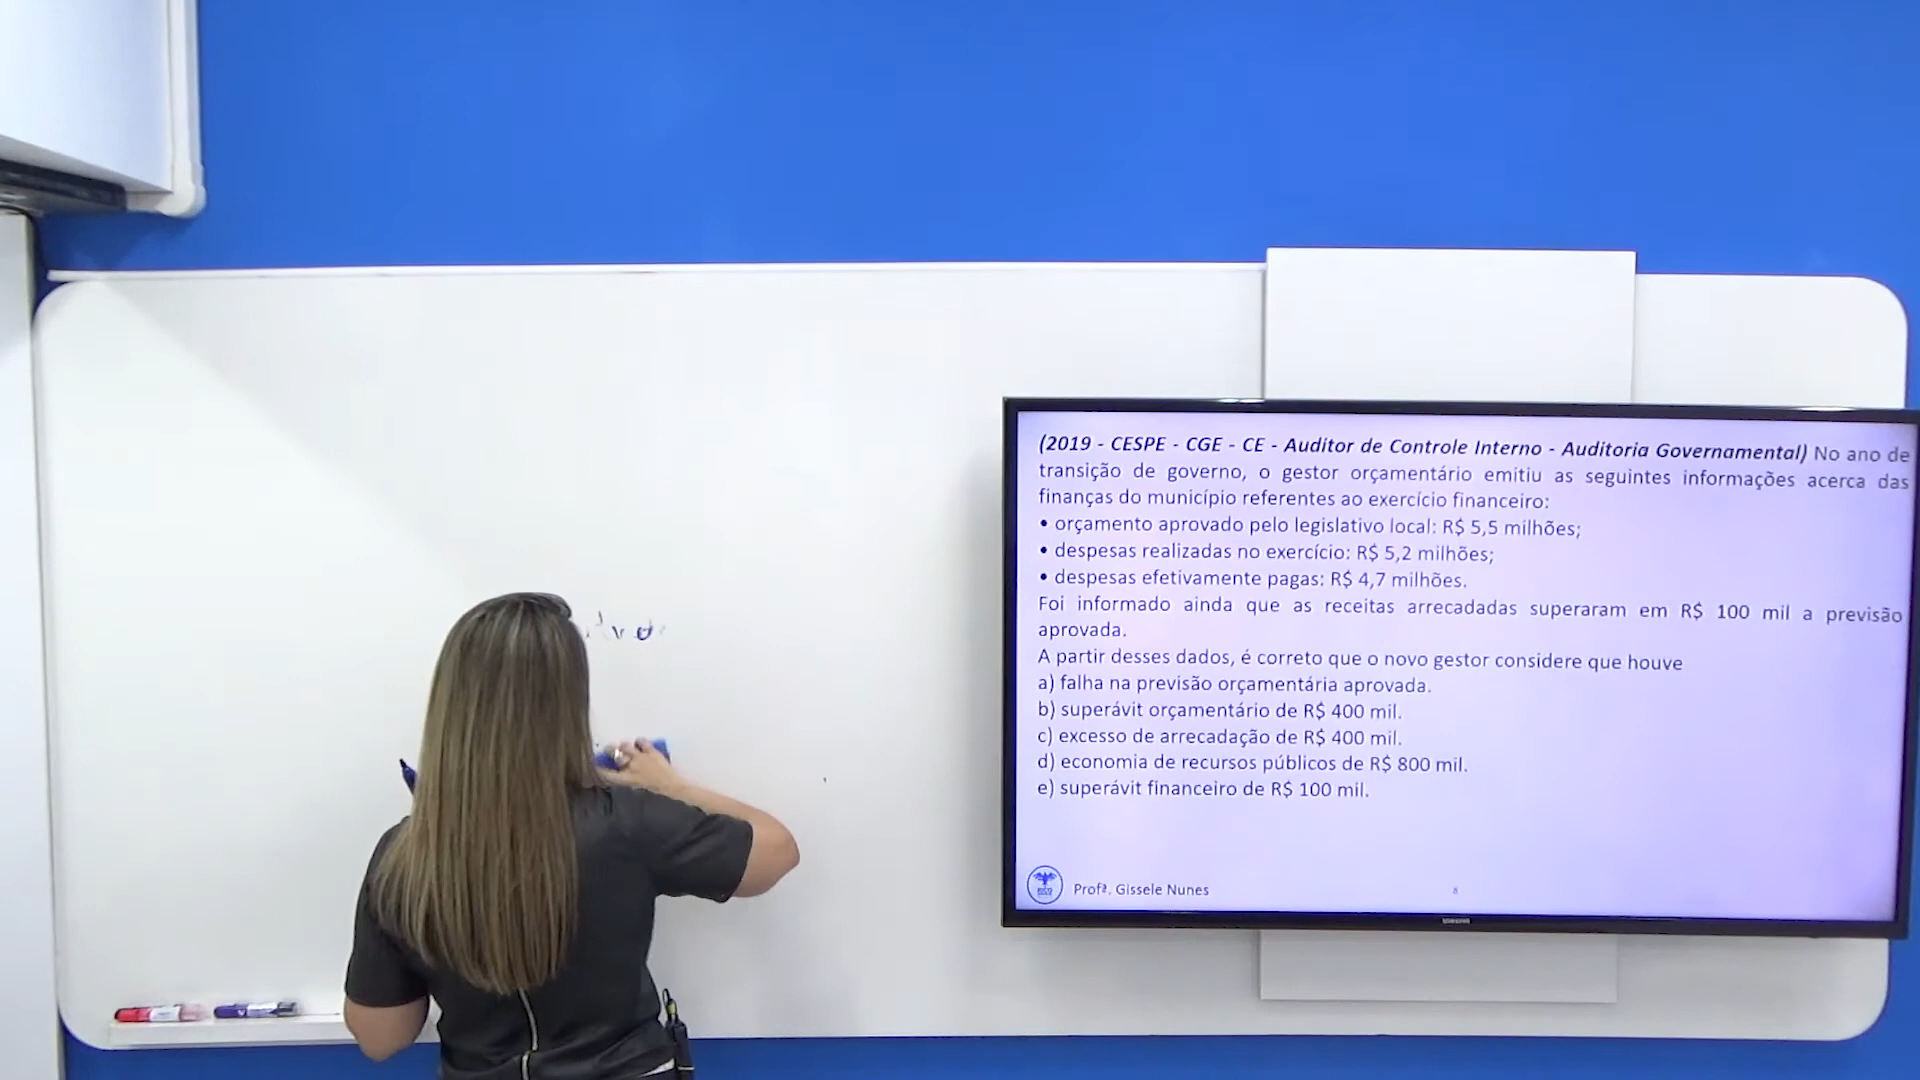 (2019 - CESPE - CGE - CE - Auditor de Controle Interno - Auditoria Governamental) No ano de
transição de governo, o gestor orçamentário emitiu as seguintes informações acerca das
finanças do município referentes ao exercício financeiro:
• orçamento aprovado pelo legislativo local: R$ 5,5 milhões;
• despesas realizadas no exercício: R$ 5,2 milhões;
• despesas efetivamente pagas: R$ 4,7 milhões.
Foi informado ainda que as receitas arrecadadas superaram em R$ 100 mil a previsão
aprovada.
A partir desses dados, é correto que o novo gestor considere que houve
a) falha na previsão orçamentária aprovada.
b) superávit orçamentário de R$ 400 mil.
c) excesso de arrecadação de R$ 400 mil.
d) economia de recursos públicos de R$ 800 mil.
e) superávit financeiro de R$ 100 mil.
Profª. Gissele Nunes